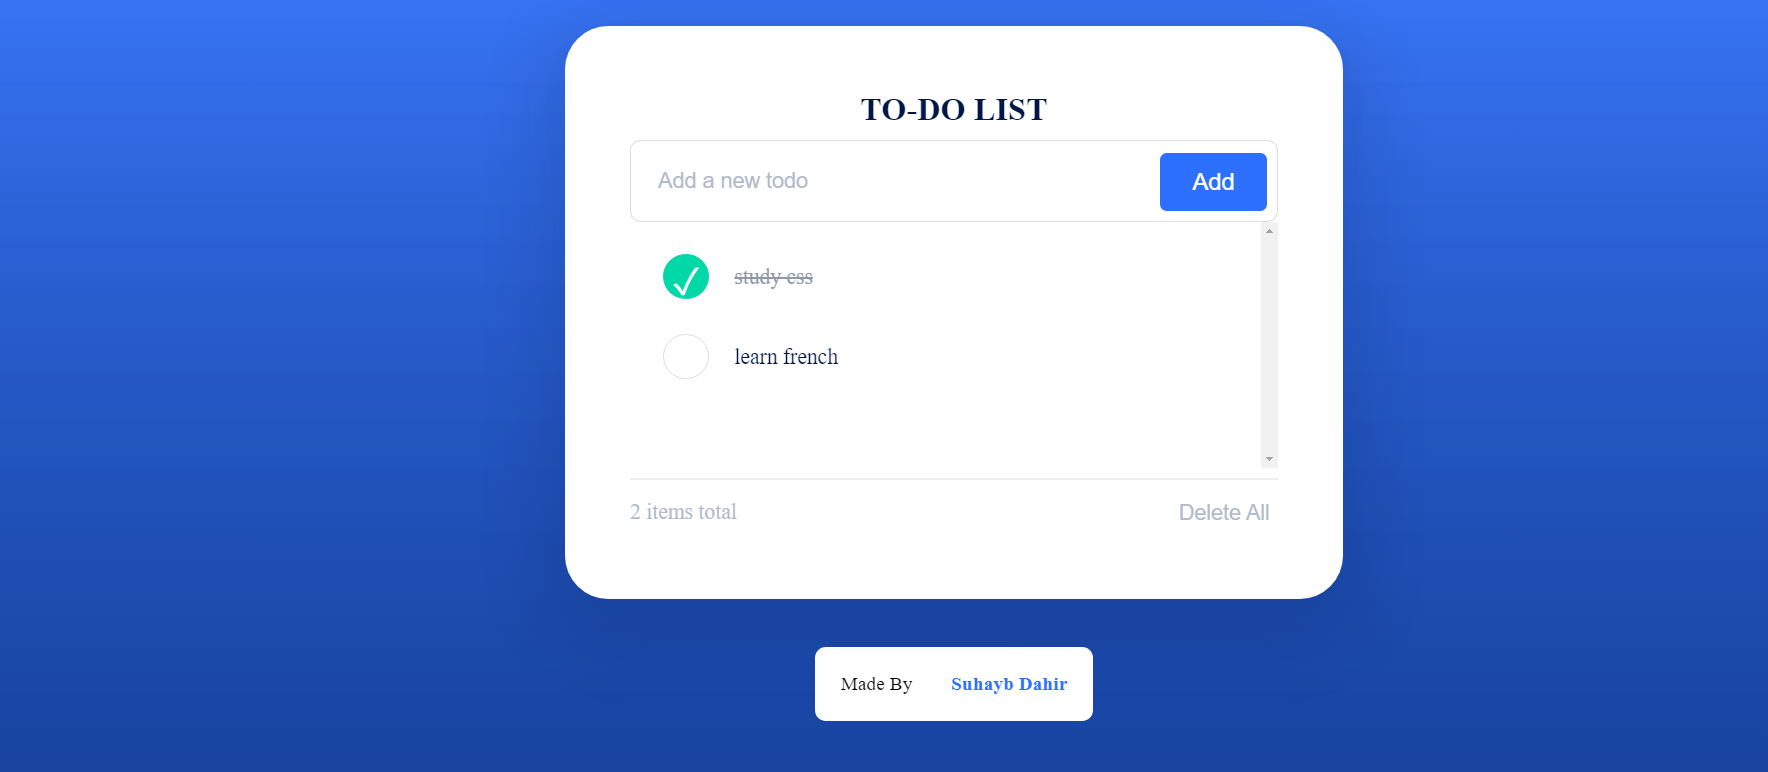 TO-DO LIST
Add a new todo
Add
study css
learn french
2 items total
Delete All
Made By Suhayb Dahir